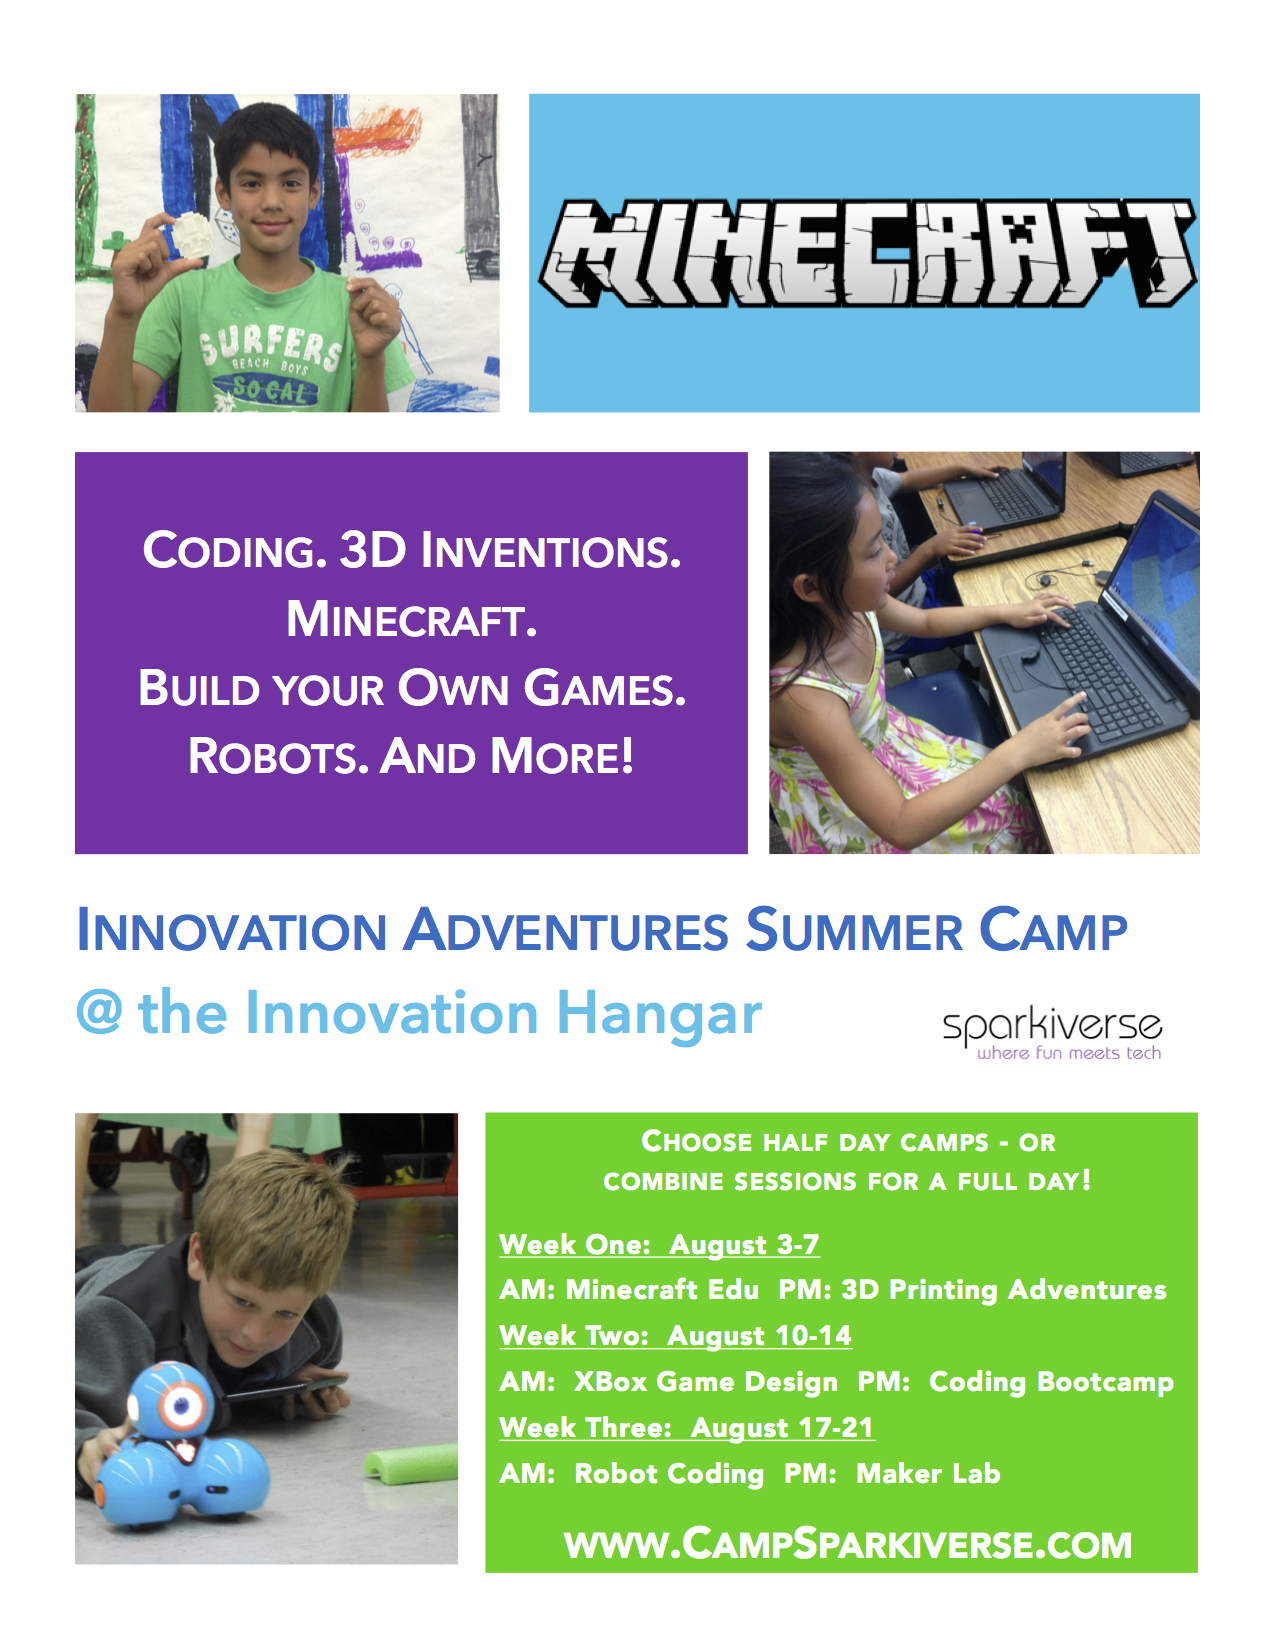 SURFERS
BEACH BOYS
SO CAL
MINECRAFT
CODING. 3D INVENTIONS.
MINECRAFT.
BUILD YOUR OWN GAMES.
ROBOTS. AND MORE!
INNOVATION ADVENTURES SUMMER CAMP
@ the Innovation Hangar
sparkiverse
where fun meets tech
CHOOSE HALF DAY CAMPS - OR
COMBINE SESSIONS FOR A FULL DAY!
Week One: August 3-7
AM: Minecraft Edu PM: 3D Printing Adventures
Week Two: August 10-14
AM: XBox Game Design PM: Coding Bootcamp
Week Three: August 17-21
AM: Robot Coding PM: Maker Lab
WWW.CAMPSPARKIVERSE.COM